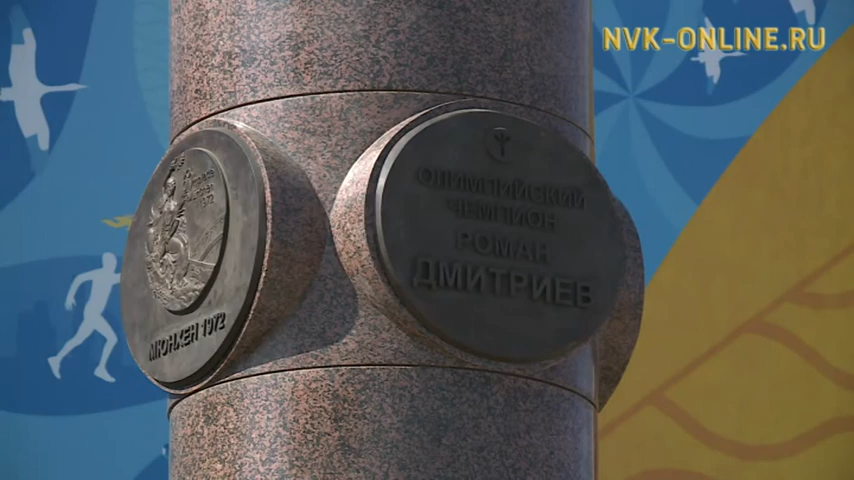 NVK-ONLINE.RU
ОЛИМПИЙСКИЙ
ЧЕМПИОН
РОМАН
ДМИТРИЕВ
МЮНХЕН 1972